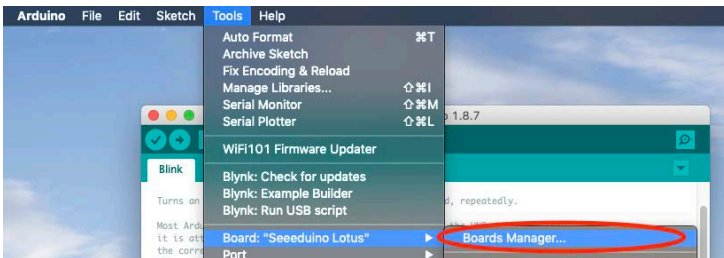 Arduino File Edit Sketch Tools Help
Auto Format ⌘T
Archive Sketch
Fix Encoding & Reload
Manage Libraries... ⇧⌘I
Serial Monitor ⇧⌘M
Serial Plotter ⇧⌘L
1.8.7
WiFi101 Firmware Updater
Blink
Blynk: Check for updates
Blynk: Example Builder
Blynk: Run USB script
Turns an
d, repeatedly.
Most Ardu
it is att
the corre
Board: "Seeeduino Lotus"
Boards Manager...
Port